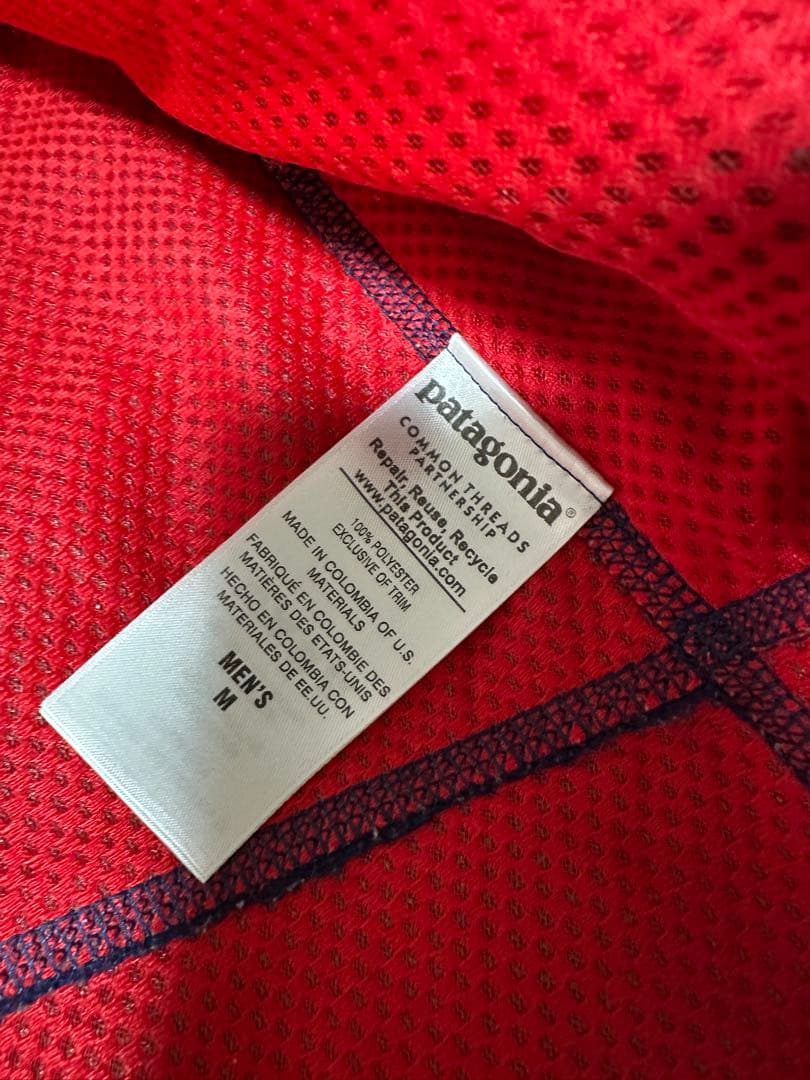 patagonia®
COMMON THREADS
PARTNERSHIP
Repair, Reuse, Recycle
This Product
www.patagonia.com
100% POLYESTER
EXCLUSIVE OF TRIM
MADE IN COLOMBIA OF U.S.
MATERIALS
FABRIQUÉ EN COLOMBIE DES
MATIÈRES DES ETATS-UNIS
HECHO EN COLOMBIA CON
MATERIALES DE EE.UU.
MEN'S
M